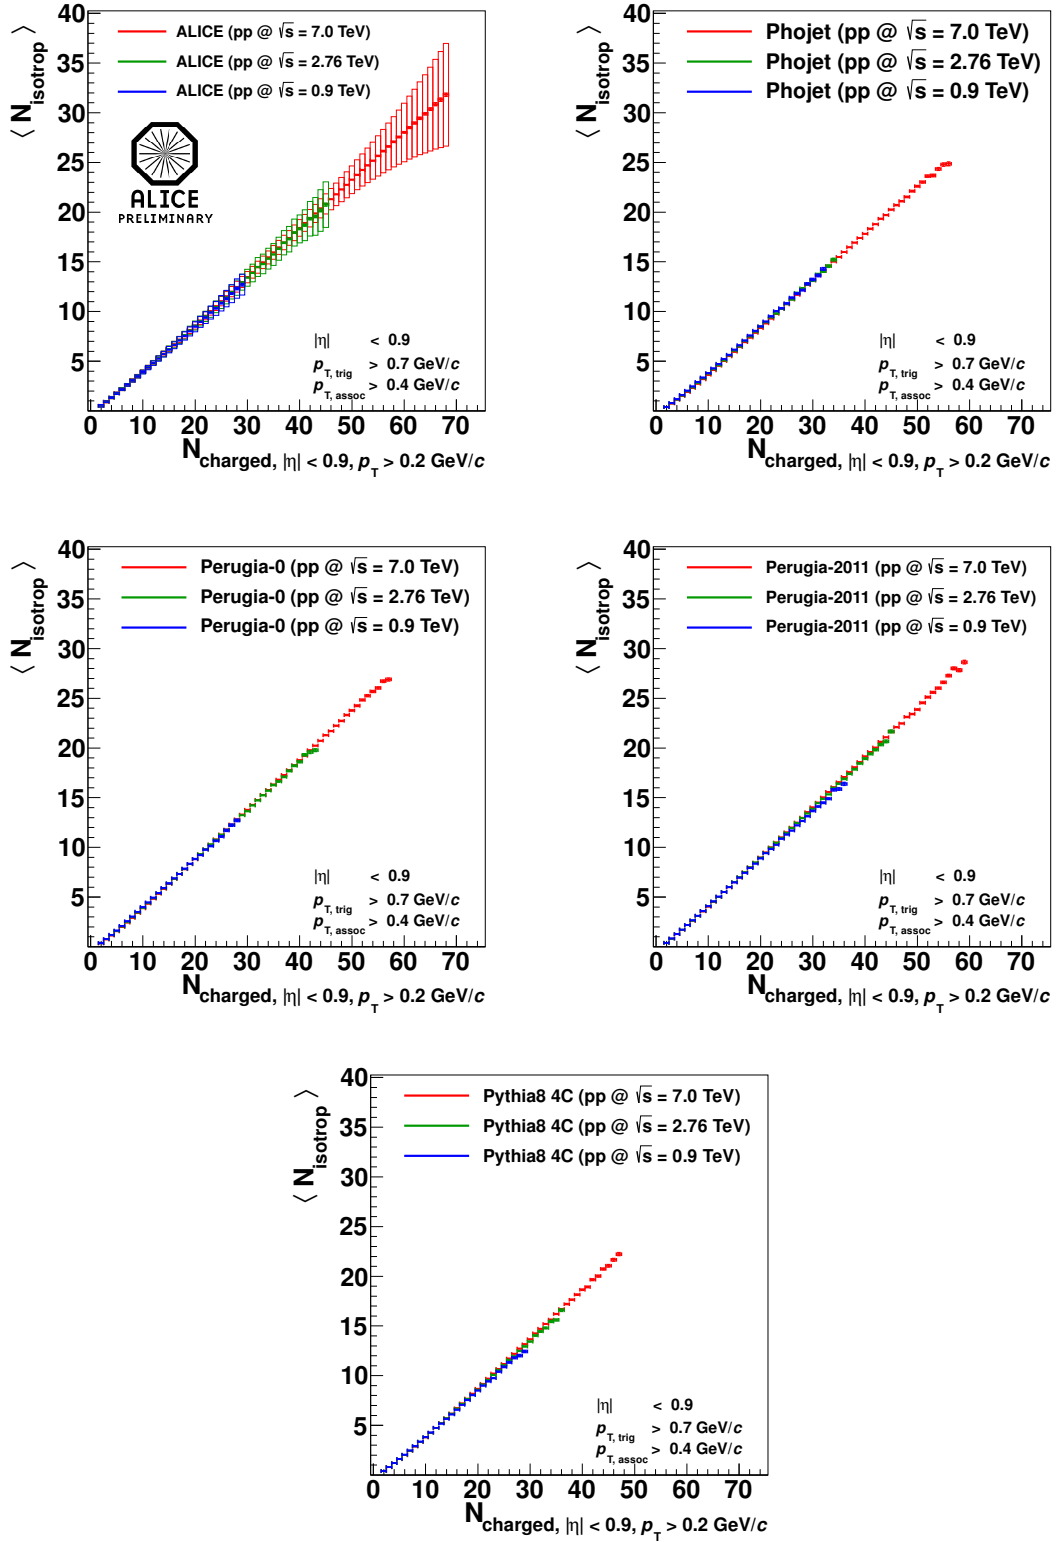 ⟨ N_isotrop ⟩
40
35
30
25
20
15
10
5
ALICE (pp @ √s = 7.0 TeV)
ALICE (pp @ √s = 2.76 TeV)
ALICE (pp @ √s = 0.9 TeV)
ALICE
PRELIMINARY
|η| < 0.9
p_T, trig > 0.7 GeV/c
p_T, assoc > 0.4 GeV/c
0 10 20 30 40 50 60 70
N_charged, |η| < 0.9, p_T > 0.2 GeV/c
⟨ N_isotrop ⟩
40
35
30
25
20
15
10
5
Phojet (pp @ √s = 7.0 TeV)
Phojet (pp @ √s = 2.76 TeV)
Phojet (pp @ √s = 0.9 TeV)
|η| < 0.9
p_T, trig > 0.7 GeV/c
p_T, assoc > 0.4 GeV/c
0 10 20 30 40 50 60 70
N_charged, |η| < 0.9, p_T > 0.2 GeV/c
⟨ N_isotrop ⟩
40
35
30
25
20
15
10
5
Perugia-0 (pp @ √s = 7.0 TeV)
Perugia-0 (pp @ √s = 2.76 TeV)
Perugia-0 (pp @ √s = 0.9 TeV)
|η| < 0.9
p_T, trig > 0.7 GeV/c
p_T, assoc > 0.4 GeV/c
0 10 20 30 40 50 60 70
N_charged, |η| < 0.9, p_T > 0.2 GeV/c
⟨ N_isotrop ⟩
40
35
30
25
20
15
10
5
Perugia-2011 (pp @ √s = 7.0 TeV)
Perugia-2011 (pp @ √s = 2.76 TeV)
Perugia-2011 (pp @ √s = 0.9 TeV)
|η| < 0.9
p_T, trig > 0.7 GeV/c
p_T, assoc > 0.4 GeV/c
0 10 20 30 40 50 60 70
N_charged, |η| < 0.9, p_T > 0.2 GeV/c
⟨ N_isotrop ⟩
40
35
30
25
20
15
10
5
Pythia8 4C (pp @ √s = 7.0 TeV)
Pythia8 4C (pp @ √s = 2.76 TeV)
Pythia8 4C (pp @ √s = 0.9 TeV)
|η| < 0.9
p_T, trig > 0.7 GeV/c
p_T, assoc > 0.4 GeV/c
0 10 20 30 40 50 60 70
N_charged, |η| < 0.9, p_T > 0.2 GeV/c